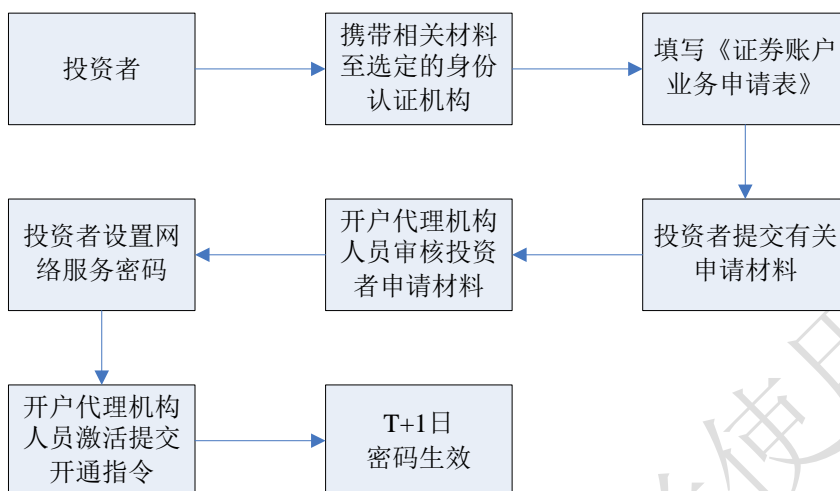 投资者
携带相关材料
至选定的身份
认证机构
填写《证券账户
业务申请表》
投资者提交有关
申请材料
开户代理机构
人员审核投资
者申请材料
投资者设置网
络服务密码
开户代理机构
人员激活提交
开通指令
T+1日
密码生效
使用